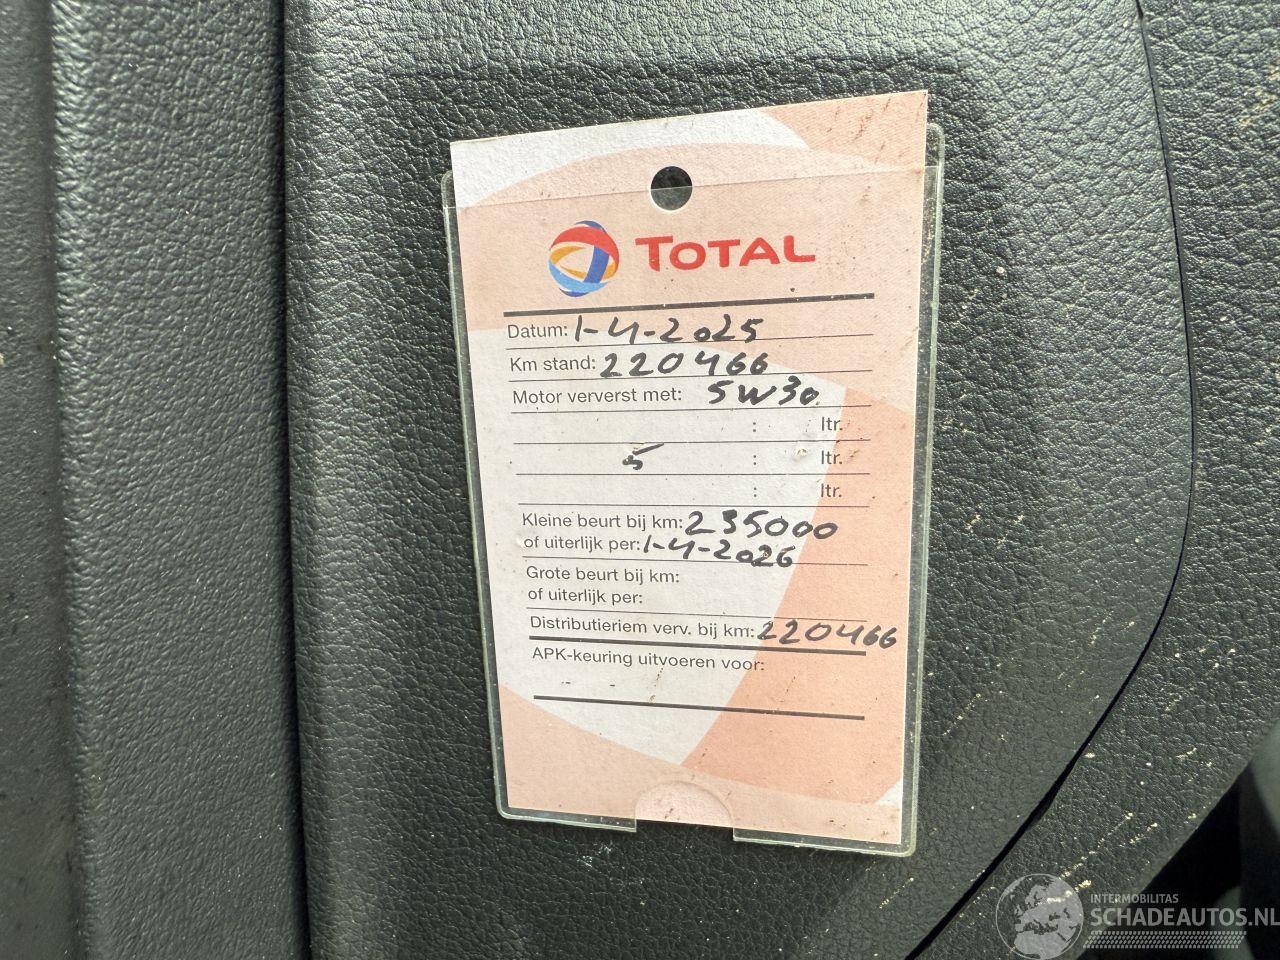 TOTAL
Datum: 1-4-2025
Km stand: 220466
Motor ververst met: 5W30
: ltr.
5 : ltr.
: ltr.
Kleine beurt bij km: 235000
of uiterlijk per: 1-4-2026
Grote beurt bij km:
of uiterlijk per:
Distributieriem verv. bij km: 220466
APK-keuring uitvoeren voor:
INTERMOBILITAS
SCHADEAUTOS.NL